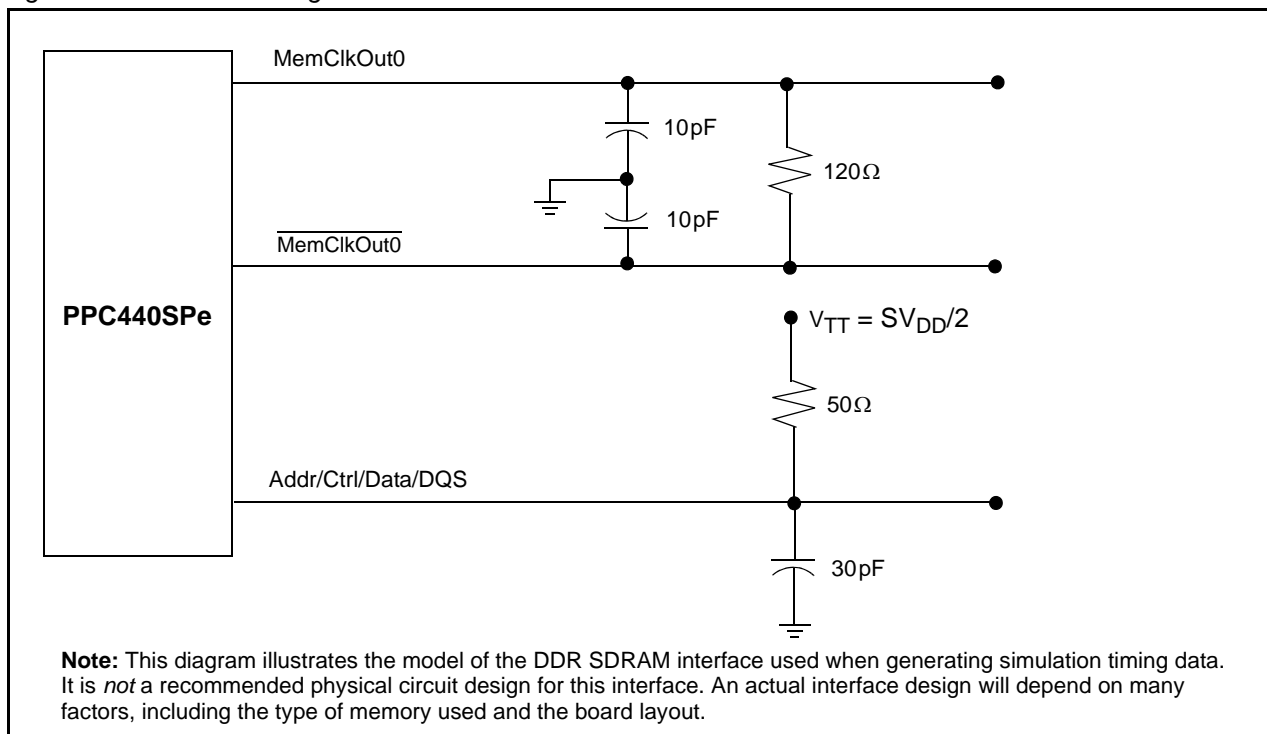 MemClkOut0
10pF
120Ω
10pF
MemClkOut0
PPC440SPe
VTT = SVDD/2
50Ω
Addr/Ctrl/Data/DQS
30pF
Note: This diagram illustrates the model of the DDR SDRAM interface used when generating simulation timing data.
It is not a recommended physical circuit design for this interface. An actual interface design will depend on many
factors, including the type of memory used and the board layout.